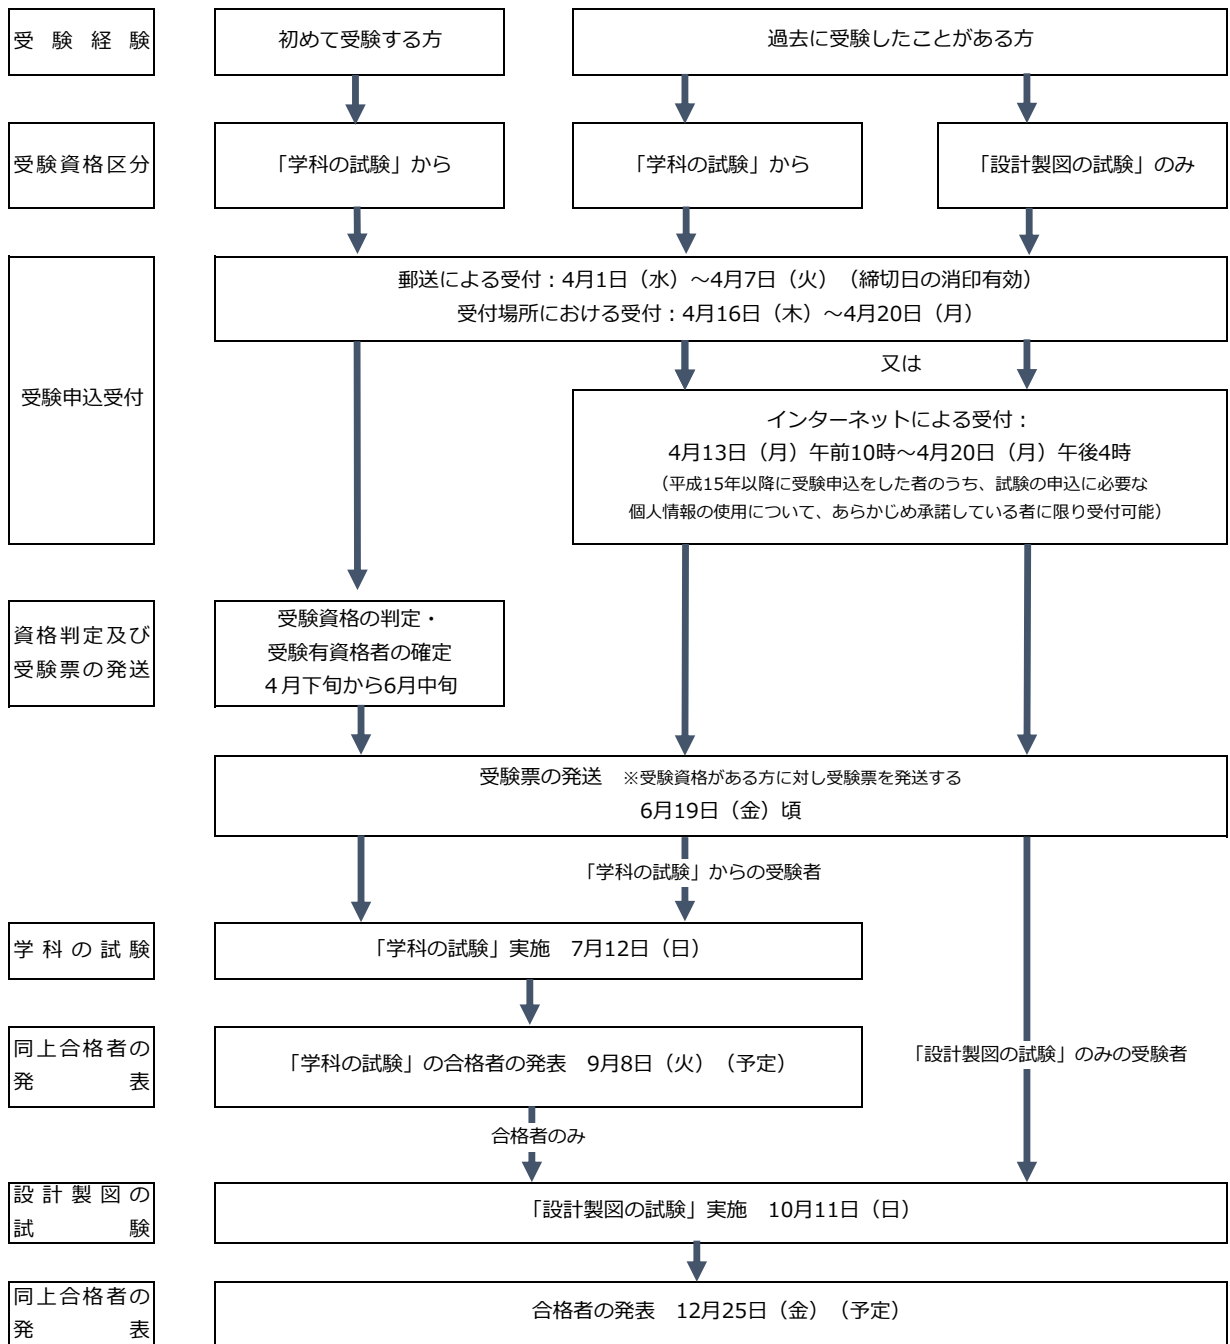 受験経験
初めて受験する方
過去に受験したことがある方
受験資格区分
「学科の試験」から
「学科の試験」から
「設計製図の試験」のみ
受験申込受付
郵送による受付：4月1日（水）～4月7日（火）（締切日の消印有効）
受付場所における受付：4月16日（木）～4月20日（月）
又は
インターネットによる受付：
4月13日（月）午前10時～4月20日（月）午後4時
（平成15年以降に受験申込をした者のうち、試験の申込に必要な
個人情報の使用について、あらかじめ承諾している者に限り受付可能）
資格判定及び
受験票の発送
受験資格の判定・
受験有資格者の確定
４月下旬から6月中旬
受験票の発送　※受験資格がある方に対し受験票を発送する
6月19日（金）頃
「学科の試験」からの受験者
学科の試験
「学科の試験」実施　7月12日（日）
同上合格者の
発表
「学科の試験」の合格者の発表　9月8日（火）（予定）
「設計製図の試験」のみの受験者
合格者のみ
設計製図の
試験
「設計製図の試験」実施　10月11日（日）
同上合格者の
発表
合格者の発表　12月25日（金）（予定）